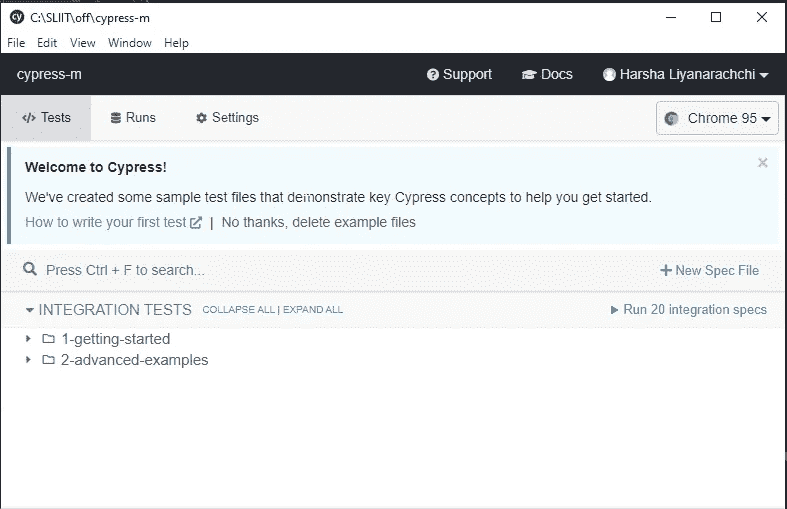 cy C:\SLIIT\off\cypress-m
File Edit View Window Help
cypress-m Support Docs Harsha Liyanarachchi
</> Tests Runs Settings Chrome 95
Welcome to Cypress!
We've created some sample test files that demonstrate key Cypress concepts to help you get started.
How to write your first test | No thanks, delete example files
Press Ctrl + F to search... + New Spec File
INTEGRATION TESTS COLLAPSE ALL | EXPAND ALL Run 20 integration specs
1-getting-started
2-advanced-examples